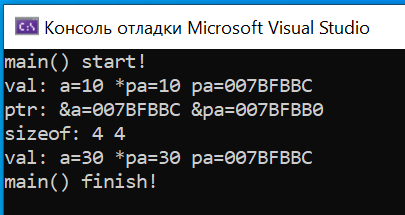 C:\
Консоль отладки Microsoft Visual Studio
main() start!
val: a=10 *pa=10 pa=007BFBBC
ptr: &a=007BFBBC &pa=007BFBB0
sizeof: 4 4
val: a=30 *pa=30 pa=007BFBBC
main() finish!